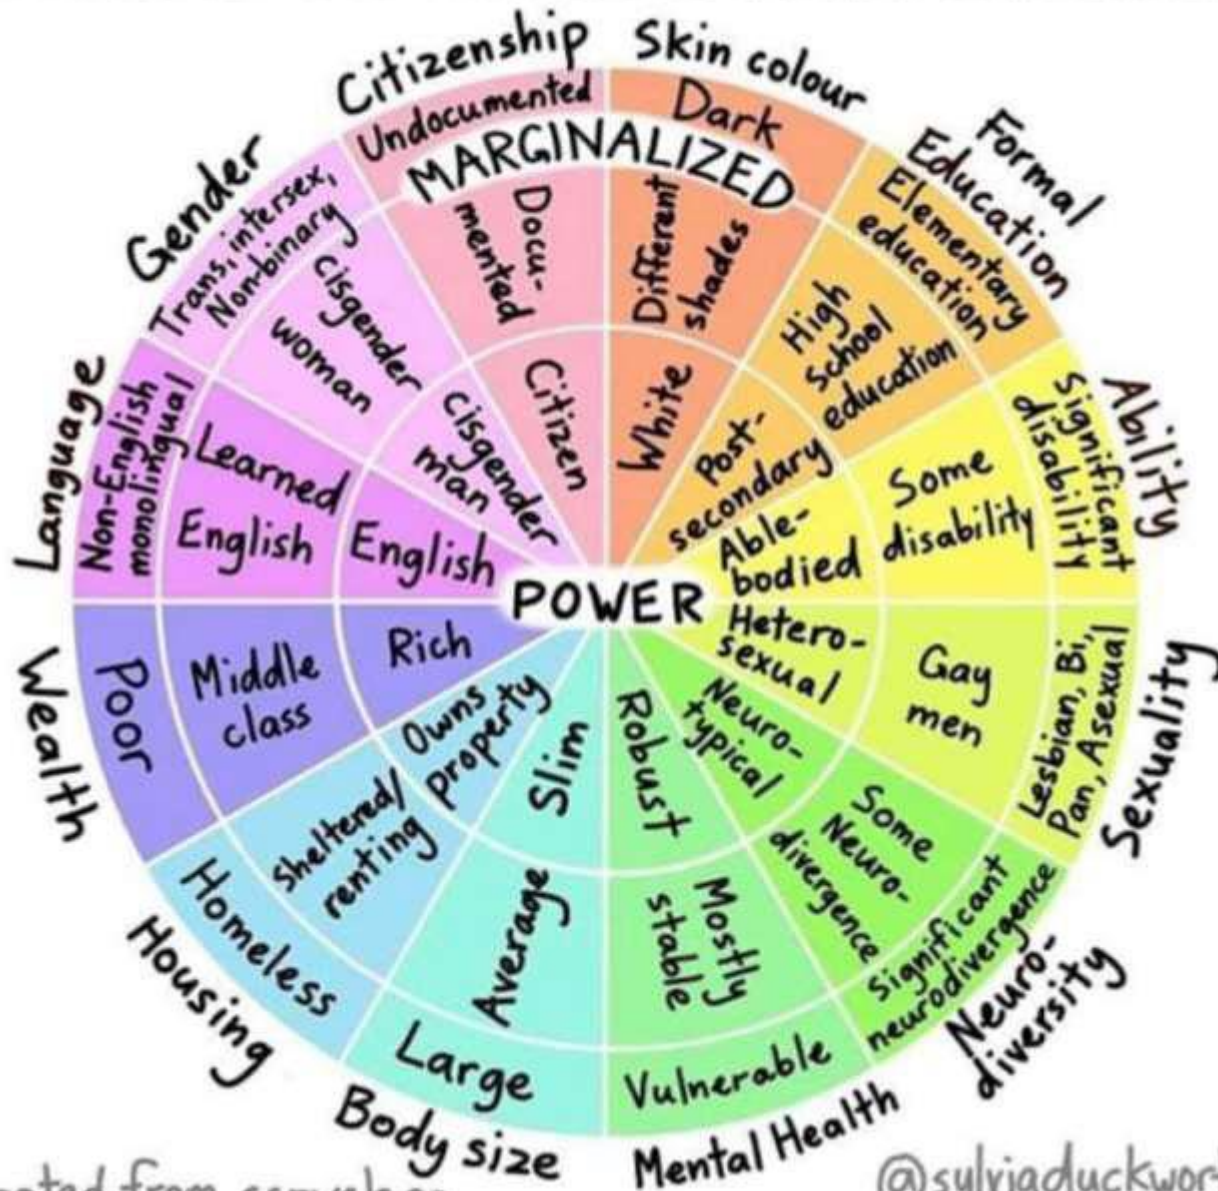 Citizenship
Undocumented
Docu-
mented
Citizen
Skin colour
Dark
Different
shades
White
Formal
Education
Elementary
education
High
school
education
Post-
secondary
Ability
Significant
disability
Some
disability
Able-
bodied
Sexuality
Lesbian, Bi,
Pan, Asexual
Gay
men
Hetero-
sexual
Neuro-
diversity
Significant
neurodivergence
Some
Neuro-
divergence
Neuro-
typical
Mental Health
Vulnerable
Mostly
stable
Robust
Body size
Large
Average
Slim
Housing
Homeless
Sheltered/
renting
Owns
property
Wealth
Poor
Middle
class
Rich
Language
Non-English
monolingual
Learned
English
English
Gender
Trans, intersex,
Non-binary
cisgender
woman
cisgender
man
MARGINALIZED
POWER
@sylviaduckwor